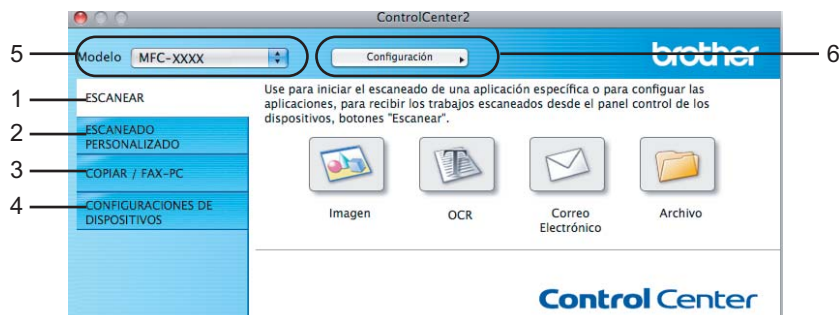 ControlCenter2
5
Modelo MFC-XXXX
Configuración
brother
6
1
ESCANEAR
2
ESCANEADO
PERSONALIZADO
3
COPIAR / FAX-PC
4
CONFIGURACIONES DE
DISPOSITIVOS
Use para iniciar el escaneado de una aplicación específica o para configuar las
aplicaciones, para recibir los trabajos escaneados desde el panel control de los
dispositivos, botones "Escanear".
Imagen
OCR
Correo
Electrónico
Archivo
Control Center